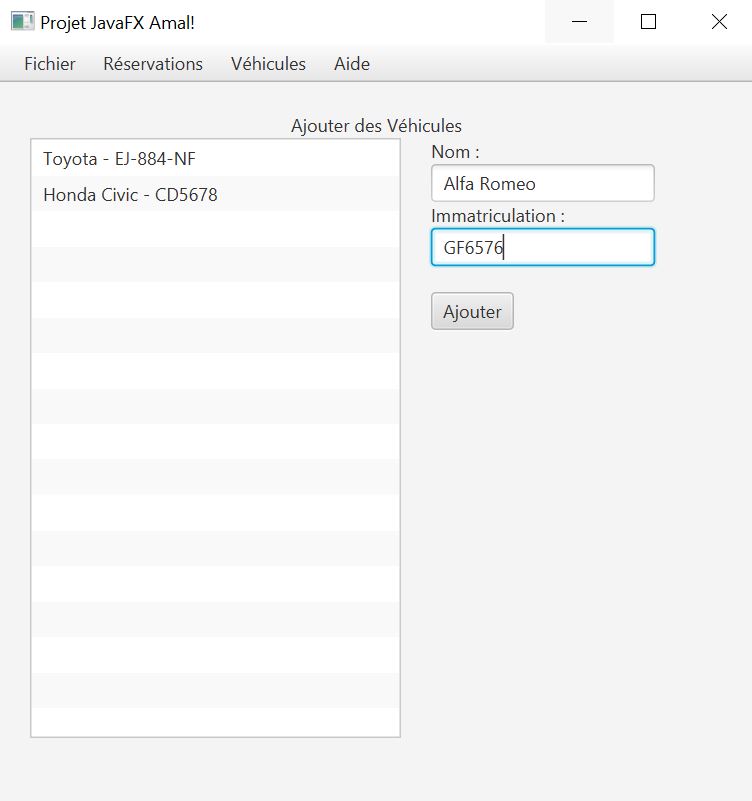 Projet JavaFX Amal!
Fichier Réservations Véhicules Aide
Ajouter des Véhicules
Toyota - EJ-884-NF
Honda Civic - CD5678
Nom :
Alfa Romeo
Immatriculation :
GF6576
Ajouter